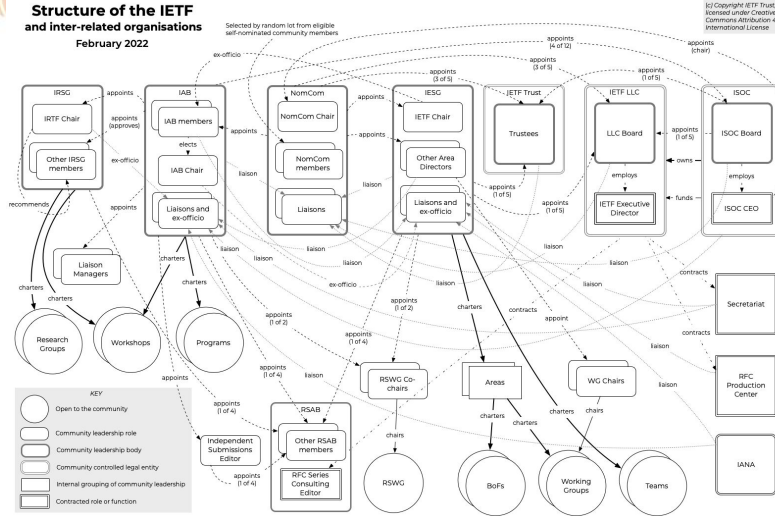 Structure of the IETF
and inter-related organisations
February 2022
Selected by random lot from eligible
self-nominated community members
(c) Copyright IETF Trust
licensed under Creative
Commons Attribution 4
International License
ex-officio
appoints
(4 of 12)
appoints
(3 of 5)
appoints
(chair)
appoints
(3 of 5)
appoints
(1 of 5)
IRSG
IAB
NomCom
IESG
IETF Trust
IETF LLC
ISOC
IRTF Chair
appoints
appoints
(approves)
IAB members
appoints
NomCom Chair
appoints
IETF Chair
Trustees
LLC Board
appoints
(1 of 5)
ISOC Board
Other IRSG
members
ex-officio
elects
IAB Chair
liaison
NomCom
members
appoints
Other Area
Directors
appoints
(1 of 5)
owns
employs
employs
recommends
appoints
Liaisons and
ex-officio
Liaisons
liaison
Liaisons and
ex-officio
appoints
(1 of 5)
IETF Executive
Director
funds
ISOC CEO
Liaison
Managers
liaison
liaison
liaison
liaison
liaison
liaison
liaison
ex-officio
liaison
charters
charters
charters
charters
appoints
(1 of 2)
appoints
(1 of 2)
charters
contracts
appoint
charters
contracts
Secretariat
Research
Groups
Workshops
Programs
appoints
(1 of 4)
contracts
liaison
RFC
Production
Center
appoints
appoints
(1 of 4)
liaison
RSWG Co-
chairs
Areas
WG Chairs
liaison
KEY
Open to the community
Community leadership role
Community leadership body
Community controlled legal entity
Internal grouping of community leadership
Contracted role or function
appoints
(1 of 4)
RSAB
Independent
Submissions
Editor
Other RSAB
members
appoints
(1 of 4)
RFC Series
Consulting
Editor
chairs
RSWG
charters
charters
chairs
charters
BoFs
Working
Groups
Teams
IANA